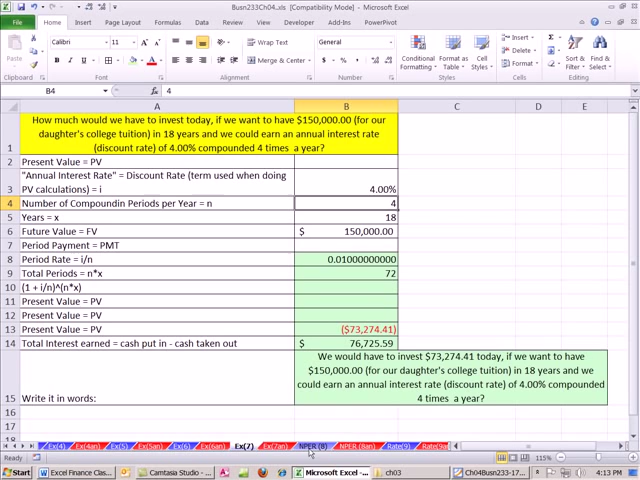 Busn233Ch04.xls [Compatibility Mode] - Microsoft Excel
File Home Insert Page Layout Formulas Data Review View Developer Add-Ins PowerPivot
Calibri 11 Wrap Text General Insert
Paste B I U Merge & Center $ % Conditional Formatting Format as Table Cell Styles Delete Format Sort & Filter Find & Select
Clipboard Font Alignment Number Styles Cells Editing
B4 fx 4
A B C D E
1 How much would we have to invest today, if we want to have $150,000.00 (for our
daughter's college tuition) in 18 years and we could earn an annual interest rate
(discount rate) of 4.00% compounded 4 times a year?
2 Present Value = PV
"Annual Interest Rate" = Discount Rate (term used when doing
3 PV calculations) = i 4.00%
4 Number of Compoundin Periods per Year = n 4
5 Years = x 18
6 Future Value = FV $ 150,000.00
7 Period Payment = PMT
8 Period Rate = i/n 0.01000000000
9 Total Periods = n*x 72
10 (1 + i/n)^(n*x)
11 Present Value = PV
12 Present Value = PV
13 Present Value = PV ($73,274.41)
14 Total Interest earned = cash put in - cash taken out $ 76,725.59
We would have to invest $73,274.41 today, if we want to have
$150,000.00 (for our daughter's college tuition) in 18 years and we
could earn an annual interest rate (discount rate) of 4.00% compounded
15 Write it in words: 4 times a year?
16
17
18
Ex(4) Ex(4an) Ex(5) Ex(5an) Ex(6) Ex(6an) Ex(7) Ex(7an) NPER (8) NPER (8an) Rate(9) Rate(9an
Ready 115%
Start Excel Finance Clas... Camtasia Studio - ... Microsoft Excel -... ch03 Ch04Busn233-17... 4:13 PM